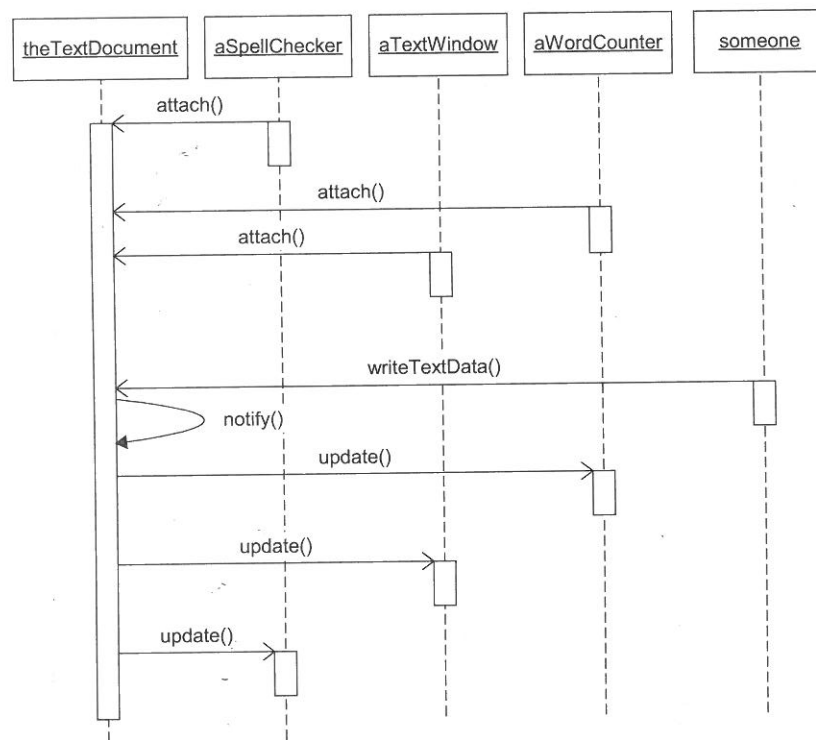 theTextDocument
aSpellChecker
aTextWindow
aWordCounter
someone
attach()
attach()
attach()
writeTextData()
notify()
update()
update()
update()